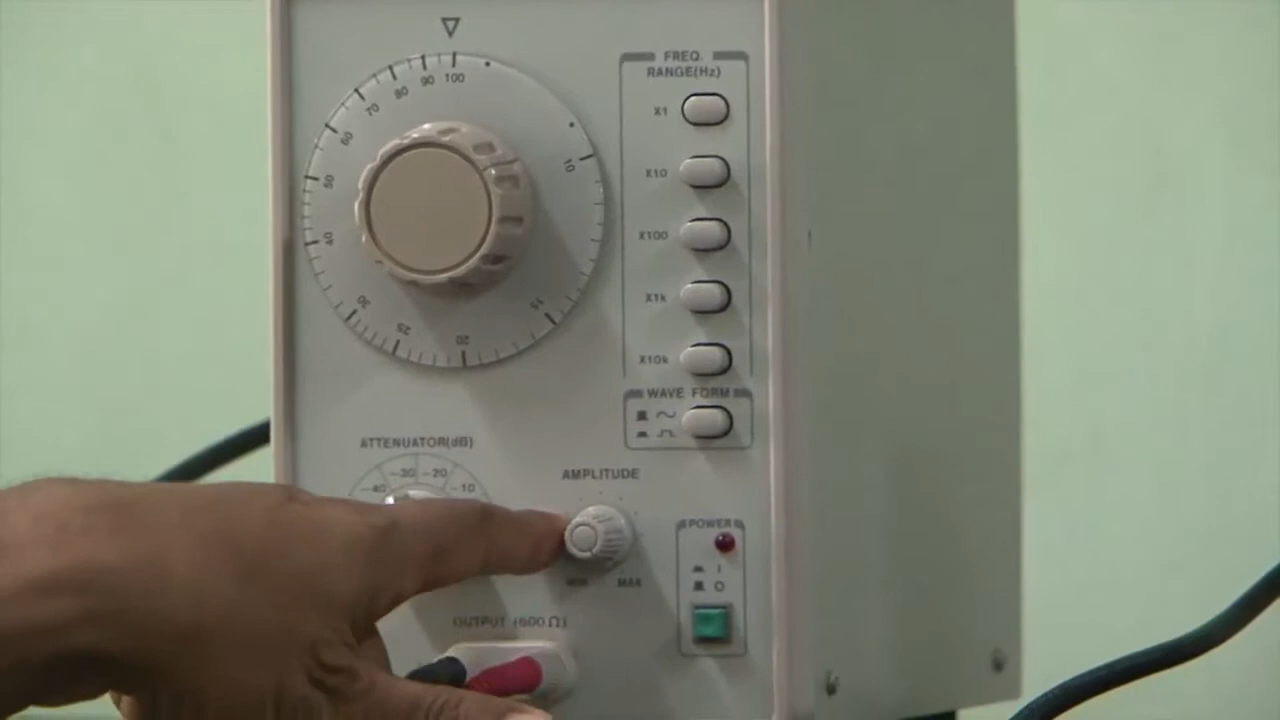 100
90
80
70
60
50
40
30
25
20
15
10
FREQ.
RANGE(Hz)
X1
X10
X100
X1k
X10k
WAVE FORM
ATTENUATOR(dB)
-40 -30 -20 -10
AMPLITUDE
MIN MAX
POWER
I
O
OUTPUT (600Ω)